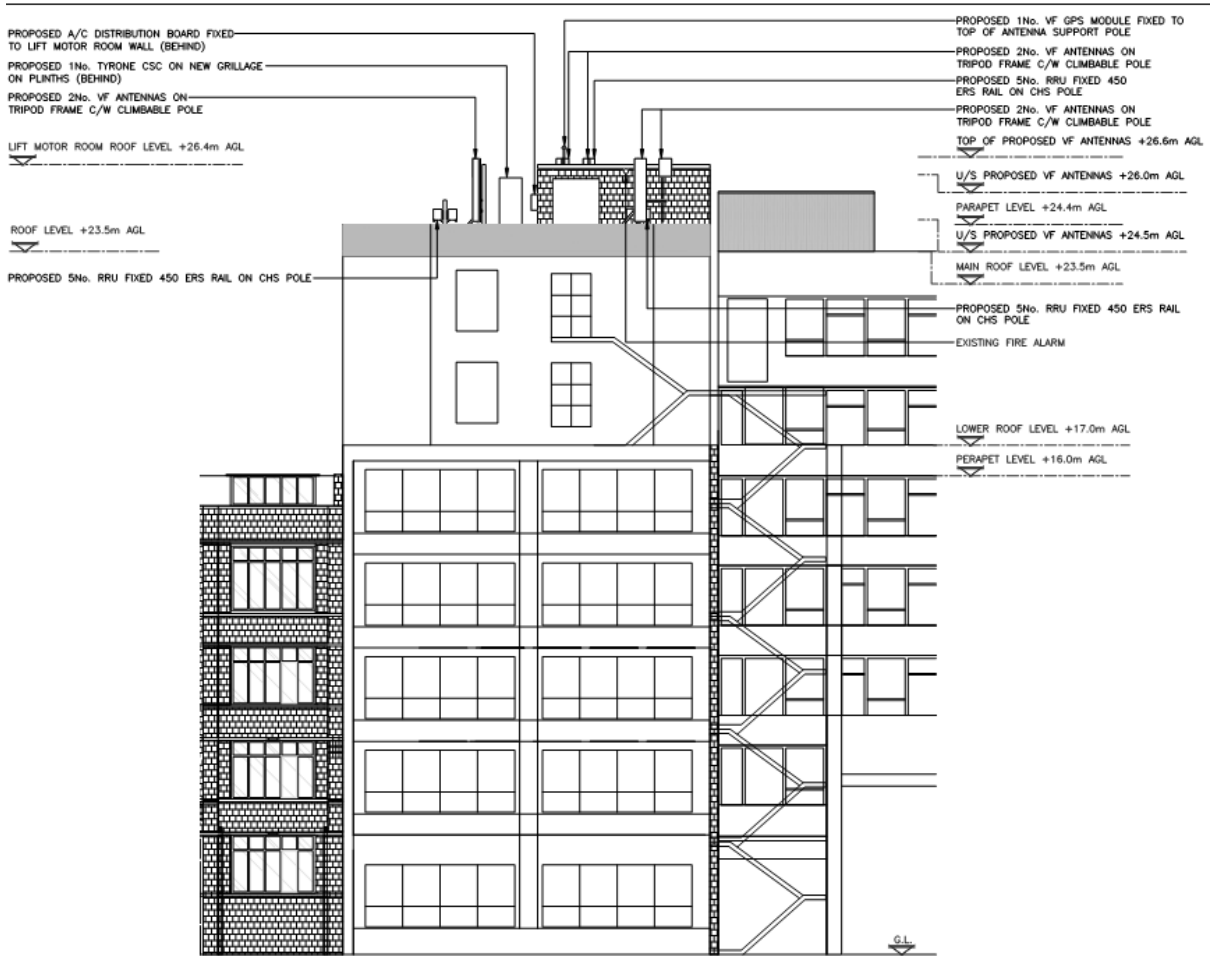 PROPOSED A/C DISTRIBUTION BOARD FIXED
TO LIFT MOTOR ROOM WALL (BEHIND)
PROPOSED 1No. TYRONE CSC ON NEW GRILLAGE
ON PLINTHS (BEHIND)
PROPOSED 2No. VF ANTENNAS ON
TRIPOD FRAME C/W CLIMBABLE POLE
LIFT MOTOR ROOM ROOF LEVEL +26.4m AGL
ROOF LEVEL +23.5m AGL
PROPOSED 5No. RRU FIXED 450 ERS RAIL ON CHS POLE
PROPOSED 1No. VF GPS MODULE FIXED TO
TOP OF ANTENNA SUPPORT POLE
PROPOSED 2No. VF ANTENNAS ON
TRIPOD FRAME C/W CLIMBABLE POLE
PROPOSED 5No. RRU FIXED 450
ERS RAIL ON CHS POLE
PROPOSED 2No. VF ANTENNAS ON
TRIPOD FRAME C/W CLIMBABLE POLE
TOP OF PROPOSED VF ANTENNAS +26.6m AGL
U/S PROPOSED VF ANTENNAS +26.0m AGL
PARAPET LEVEL +24.4m AGL
U/S PROPOSED VF ANTENNAS +24.5m AGL
MAIN ROOF LEVEL +23.5m AGL
PROPOSED 5No. RRU FIXED 450 ERS RAIL
ON CHS POLE
EXISTING FIRE ALARM
LOWER ROOF LEVEL +17.0m AGL
PERAPET LEVEL +16.0m AGL
G.L.